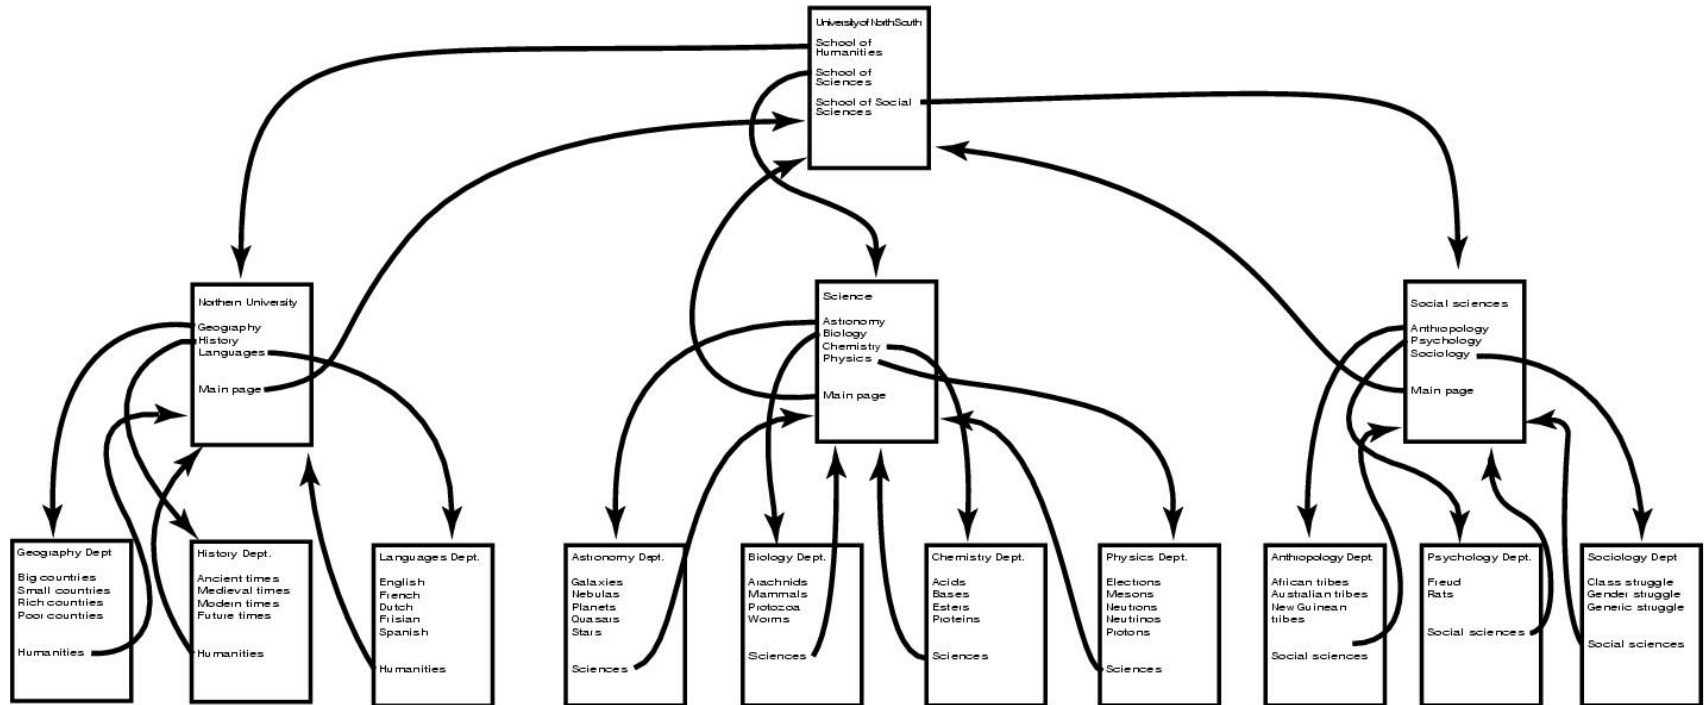 University of North South
School of
Humanities
School of
Sciences
School of Social
Sciences
Northern University
Geography
History
Languages
Main page
Science
Astronomy
Biology
Chemistry
Physics
Main page
Social sciences
Anthropology
Psychology
Sociology
Main page
Geography Dept
Big countries
Small countries
Rich countries
Poor countries
Humanities
History Dept.
Ancient times
Medieval times
Modern times
Future times
Humanities
Languages Dept.
English
French
Dutch
Frisian
Spanish
Humanities
Astronomy Dept.
Galaxies
Nebulas
Planets
Quasars
Stars
Sciences
Biology Dept.
Arachnids
Mammals
Protozoa
Worms
Sciences
Chemistry Dept.
Acids
Bases
Esters
Proteins
Sciences
Physics Dept.
Electrons
Mesons
Neutrons
Neutrinos
Protons
Sciences
Anthropology Dept.
African tribes
Australian tribes
New Guinean
tribes
Social sciences
Psychology Dept.
Freud
Rats
Social sciences
Sociology Dept
Class struggle
Gender struggle
Generic struggle
Social sciences